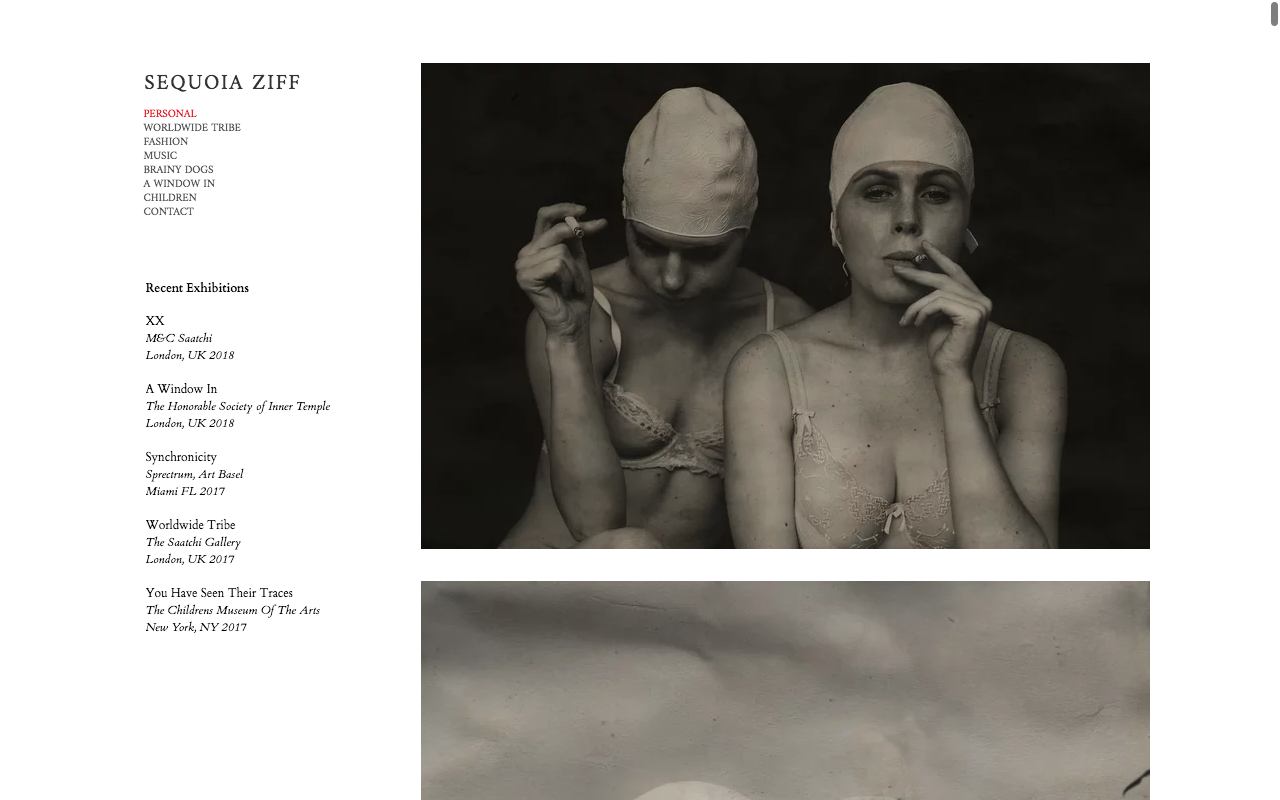 SEQUOIA ZIFF
PERSONAL
WORLDWIDE TRIBE
FASHION
MUSIC
BRAINY DOGS
A WINDOW IN
CHILDREN
CONTACT
Recent Exhibitions
XX
M&C Saatchi
London, UK 2018
A Window In
The Honorable Society of Inner Temple
London, UK 2018
Synchronicity
Sprectrum, Art Basel
Miami FL 2017
Worldwide Tribe
The Saatchi Gallery
London, UK 2017
You Have Seen Their Traces
The Childrens Museum Of The Arts
New York, NY 2017